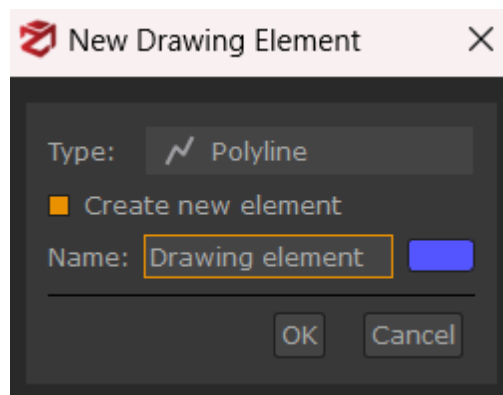 New Drawing Element
Type: Polyline
Create new element
Name: Drawing element
OK Cancel